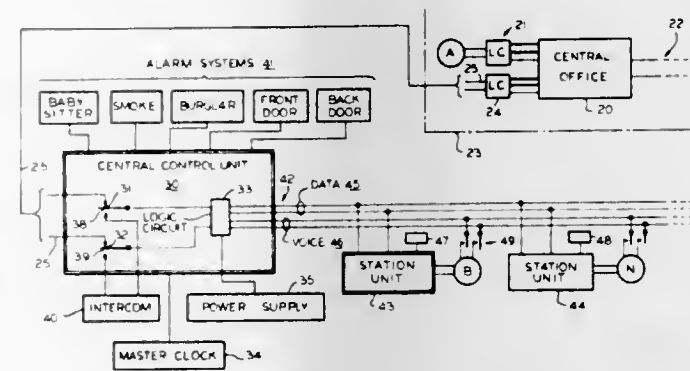 ALARM SYSTEMS 41
BABY
SITTER
SMOKE
BURGLAR
FRONT
DOOR
BACK
DOOR
A
LC
21
CENTRAL
OFFICE
20
22
25
LC
24
23
25
CENTRAL CONTROL UNIT
30
31
33
38
LOGIC
CIRCUIT
32
39
25
42
DATA 45
VOICE 46
47
49
48
STATION
UNIT
43
B
STATION
UNIT
44
N
35
INTERCOM
40
POWER SUPPLY
MASTER CLOCK
34